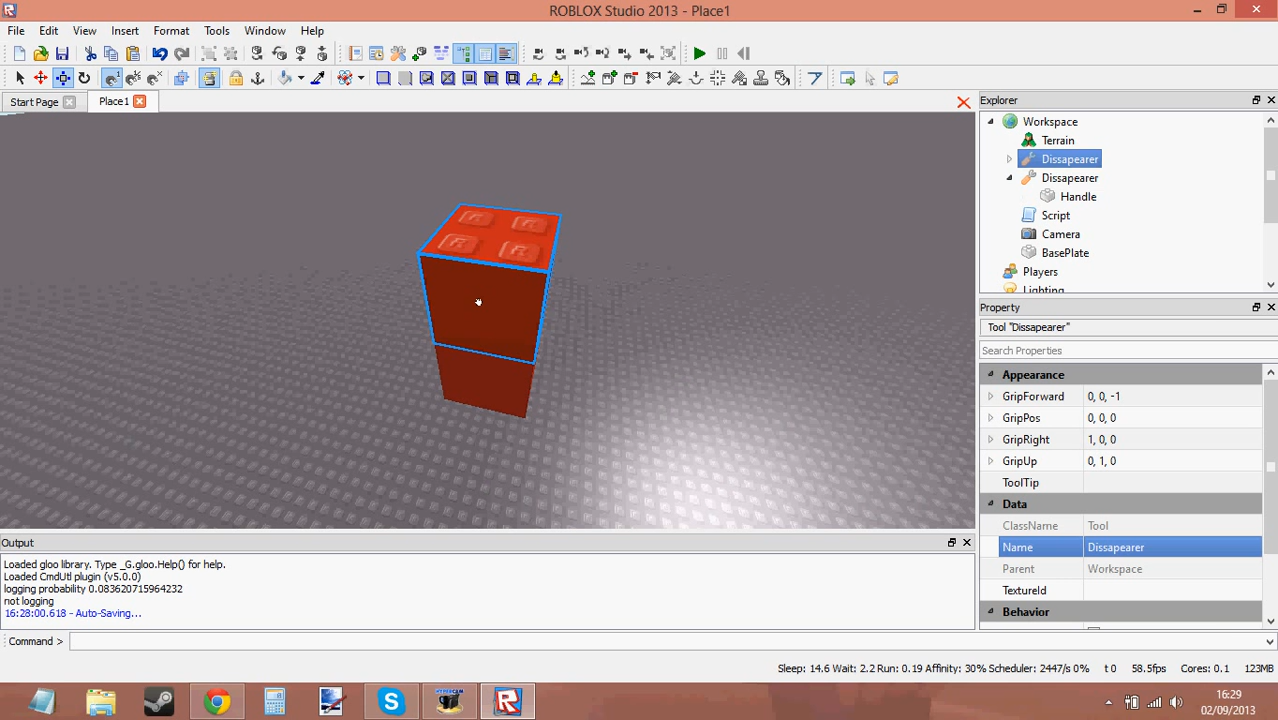 ROBLOX Studio 2013 - Place1
File Edit View Insert Format Tools Window Help
Start Page Place1
Explorer
Workspace
Terrain
Dissapearer
Dissapearer
Handle
Script
Camera
BasePlate
Players
Lighting
Property
Tool "Dissapearer"
Search Properties
Appearance
GripForward 0, 0, -1
GripPos 0, 0, 0
GripRight 1, 0, 0
GripUp 0, 1, 0
ToolTip
Data
ClassName Tool
Name Dissapearer
Parent Workspace
TextureId
Behavior
R R
R R
Output
Loaded gloo library. Type _G.gloo.Help() for help.
Loaded CmdUtl plugin (v5.0.0)
logging probability 0.083620715964232
not logging
16:28:00.618 - Auto-Saving...
Command >
Sleep: 14.6 Wait: 2.2 Run: 0.19 Affinity: 30% Scheduler: 2447/s 0% t 0 58.5fps Cores: 0.1 123MB
16:29
02/09/2013